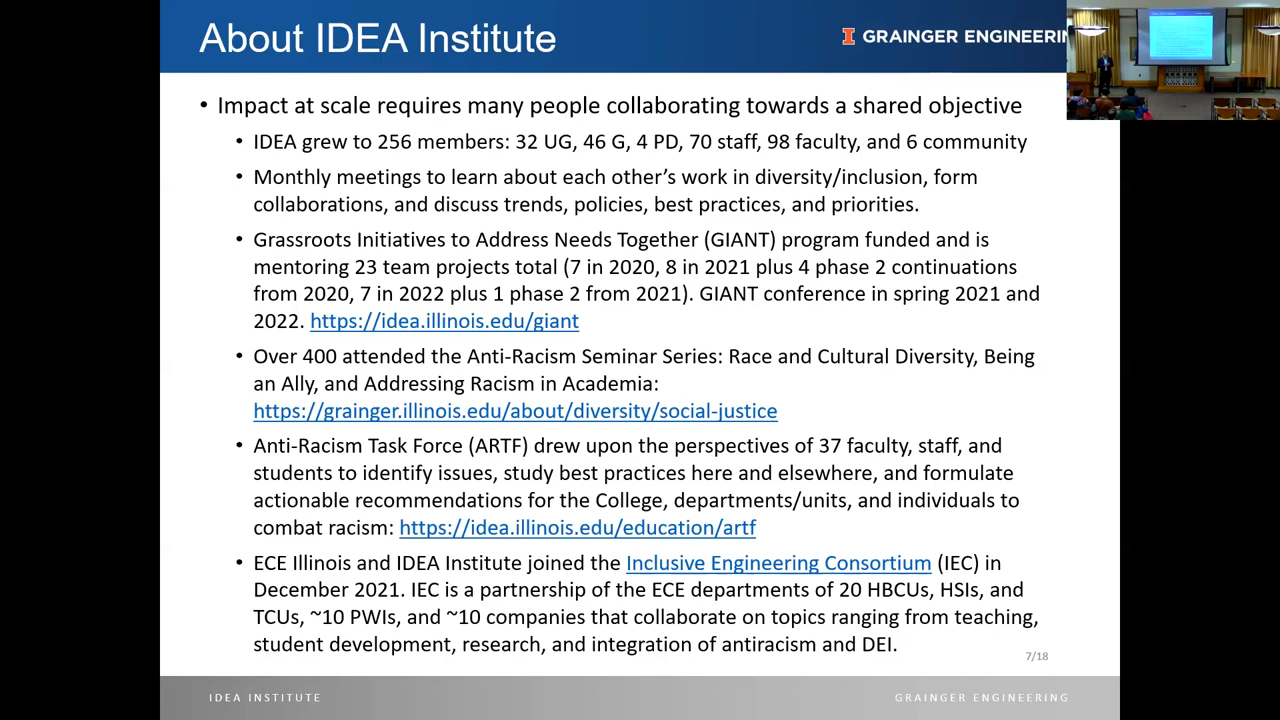 About IDEA Institute
I GRAINGER ENGINEERIN
• Impact at scale requires many people collaborating towards a shared objective
• IDEA grew to 256 members: 32 UG, 46 G, 4 PD, 70 staff, 98 faculty, and 6 community
• Monthly meetings to learn about each other's work in diversity/inclusion, form
collaborations, and discuss trends, policies, best practices, and priorities.
• Grassroots Initiatives to Address Needs Together (GIANT) program funded and is
mentoring 23 team projects total (7 in 2020, 8 in 2021 plus 4 phase 2 continuations
from 2020, 7 in 2022 plus 1 phase 2 from 2021). GIANT conference in spring 2021 and
2022. https://idea.illinois.edu/giant
• Over 400 attended the Anti-Racism Seminar Series: Race and Cultural Diversity, Being
an Ally, and Addressing Racism in Academia:
https://grainger.illinois.edu/about/diversity/social-justice
• Anti-Racism Task Force (ARTF) drew upon the perspectives of 37 faculty, staff, and
students to identify issues, study best practices here and elsewhere, and formulate
actionable recommendations for the College, departments/units, and individuals to
combat racism: https://idea.illinois.edu/education/artf
• ECE Illinois and IDEA Institute joined the Inclusive Engineering Consortium (IEC) in
December 2021. IEC is a partnership of the ECE departments of 20 HBCUs, HSIs, and
TCUs, ~10 PWIs, and ~10 companies that collaborate on topics ranging from teaching,
student development, research, and integration of antiracism and DEI.
7/18
IDEA INSTITUTE
GRAINGER ENGINEERING